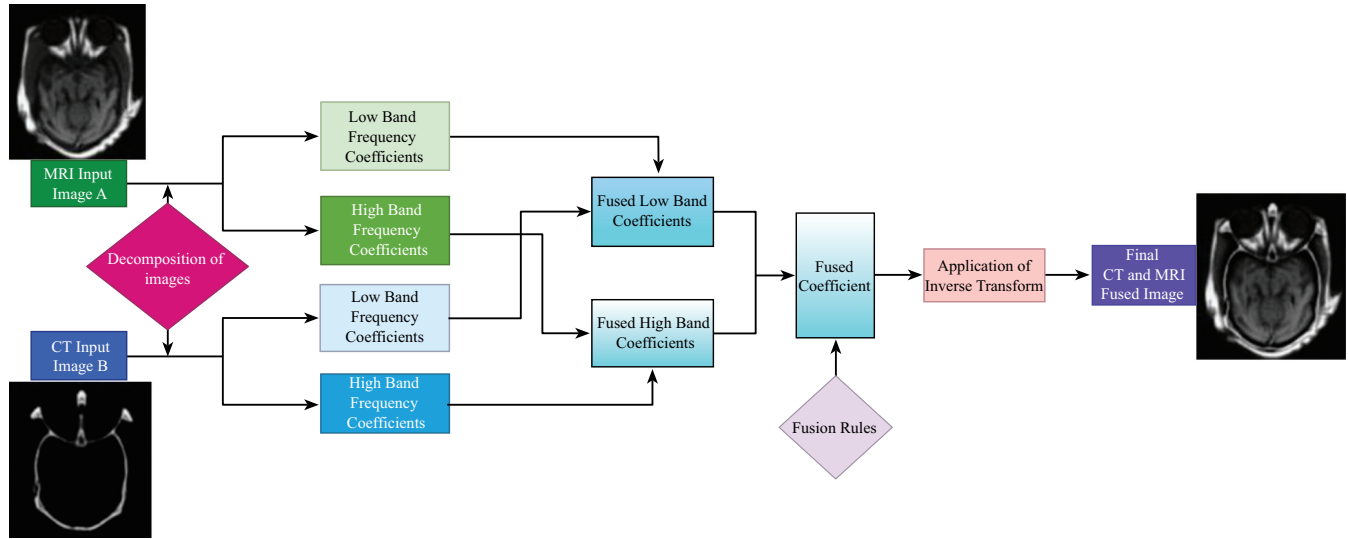 MRI Input
Image A
Decomposition of
images
CT Input
Image B
Low Band
Frequency
Coefficients
High Band
Frequency
Coefficients
Low Band
Frequency
Coefficients
High Band
Frequency
Coefficients
Fused Low Band
Coefficients
Fused High Band
Coefficients
Fused
Coefficient
Fusion Rules
Application of
Inverse Transform
Final
CT and MRI
Fused Image